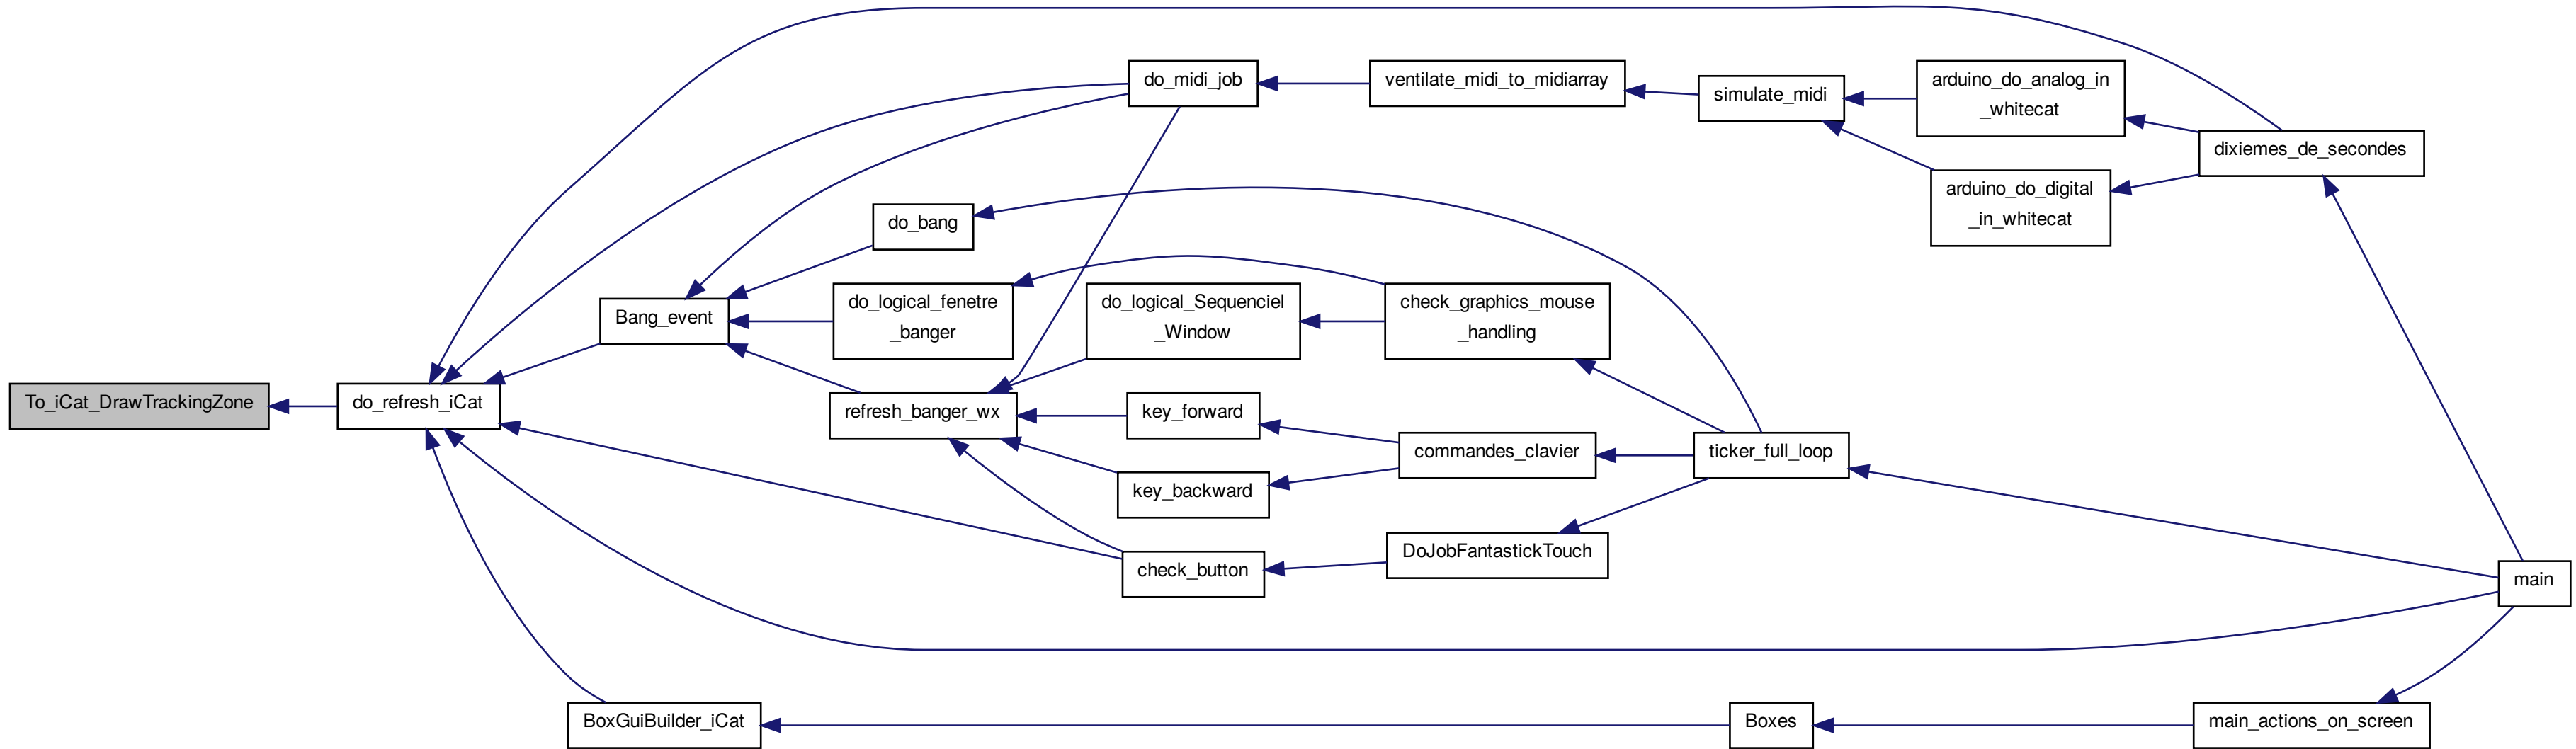 do_midi_job
ventilate_midi_to_midiarray
simulate_midi
arduino_do_analog_in
_whitecat
dixiemes_de_secondes
arduino_do_digital
_in_whitecat
do_bang
Bang_event
do_logical_fenetre
_banger
do_logical_Sequenciel
_Window
check_graphics_mouse
_handling
To_iCat_DrawTrackingZone
do_refresh_iCat
refresh_banger_wx
key_forward
commandes_clavier
ticker_full_loop
key_backward
DoJobFantastickTouch
check_button
main
BoxGuiBuilder_iCat
Boxes
main_actions_on_screen